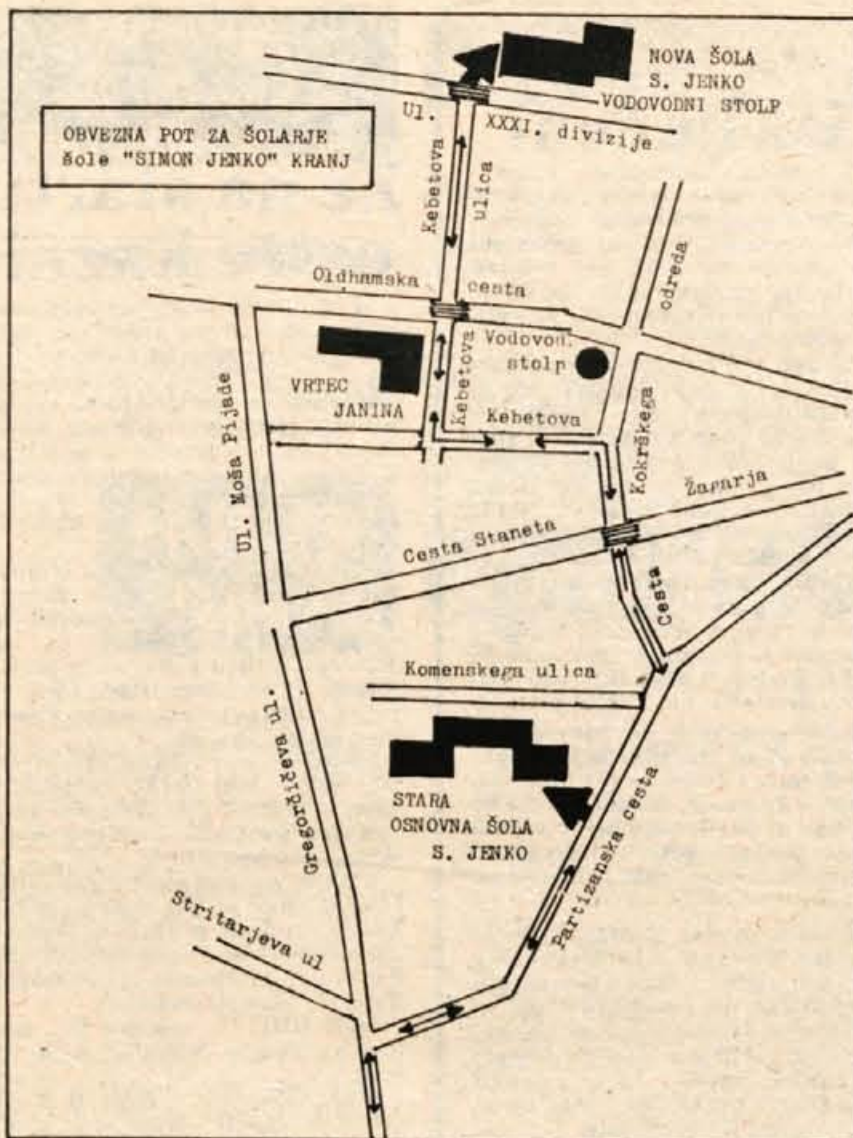 NOVA ŠOLA
S. JENKO
VODOVODNI STOLP
Ul. XXXI. divizije
OBVEZNA POT ZA ŠOLARJE
šole "SIMON JENKO" KRANJ
Kebetova ulica
Oldhamska cesta
odreda
Vodovod.
stolp
VRTEC
JANINA
Kebetova
Kebetova
Kokrškega
Ul. Moša Pijade
Cesta Staneta Žagarja
Cesta
Komenskega ulica
Gregorčičeva ul.
STARA
OSNOVNA ŠOLA
S. JENKO
Partizanska cesta
Stritarjeva ul